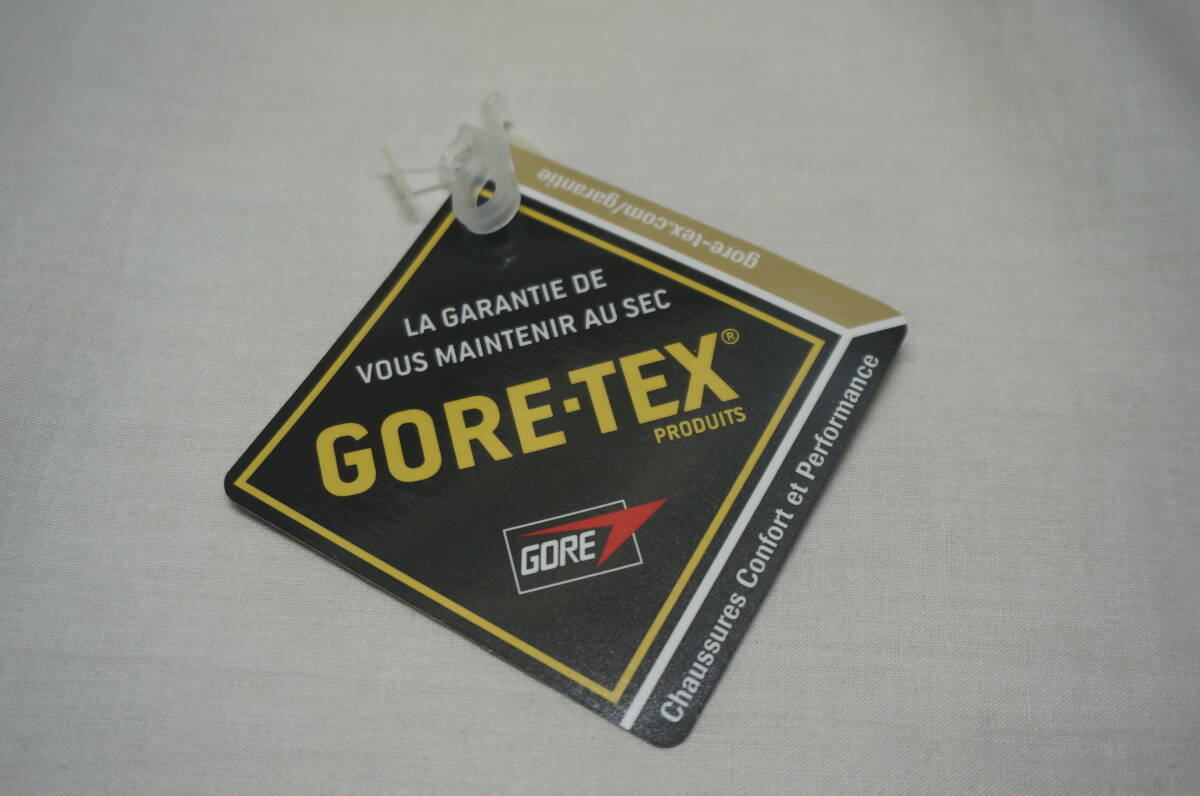 gore-tex.com/garantie
LA GARANTIE DE
VOUS MAINTENIR AU SEC
GORE-TEX®
PRODUITS
GORE
Chaussures Confort et Performance